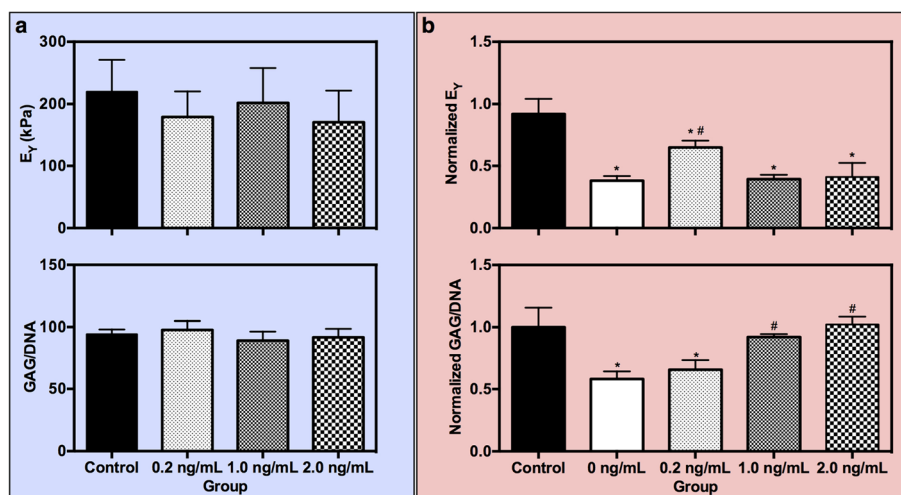 a
300
200
100
0
E_Y (kPa)
150
100
50
0
GAG/DNA
Control 0.2 ng/mL 1.0 ng/mL 2.0 ng/mL
Group
b
1.5
1.0
0.5
0.0
Normalized E_Y
*
* #
*
*
1.5
1.0
0.5
0.0
Normalized GAG/DNA
*
*
#
#
Control 0 ng/mL 0.2 ng/mL 1.0 ng/mL 2.0 ng/mL
Group